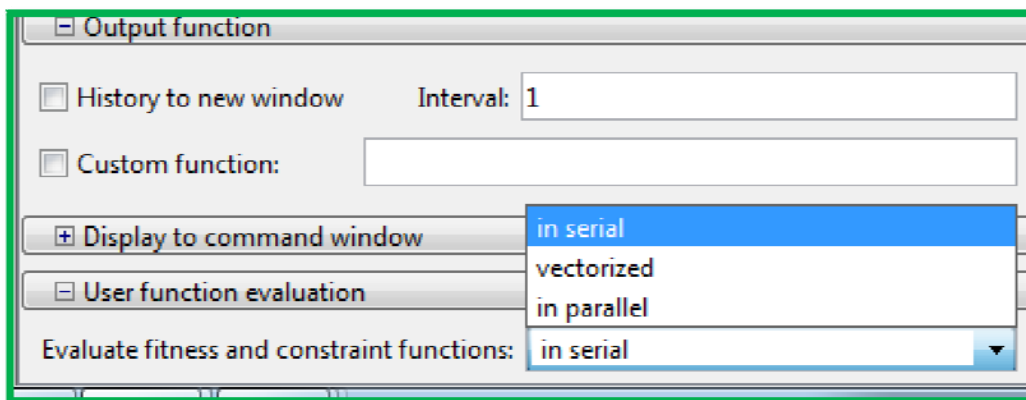 Output function
History to new window Interval: 1
Custom function:
Display to command window
in serial
vectorized
User function evaluation
in parallel
Evaluate fitness and constraint functions: in serial